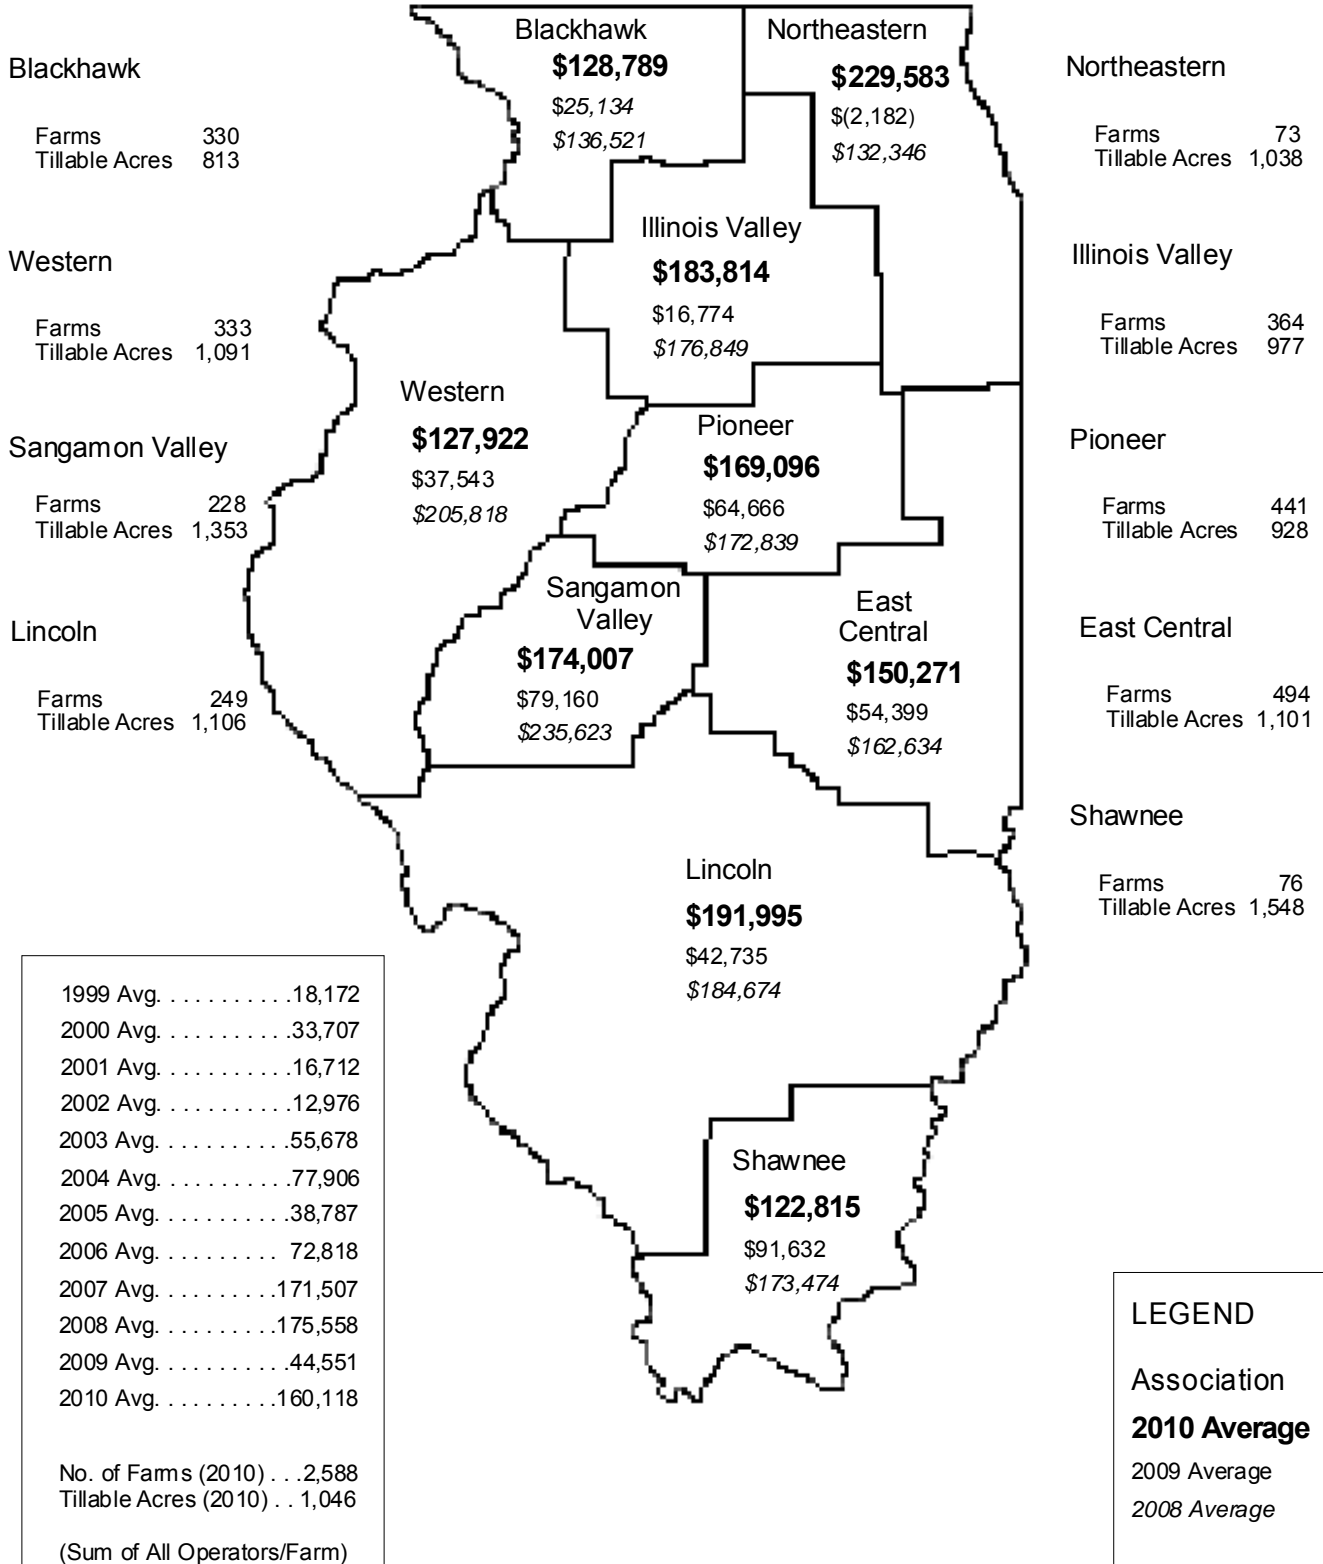 Blackhawk
Farms 330
Tillable Acres 813
Western
Farms 333
Tillable Acres 1,091
Sangamon Valley
Farms 228
Tillable Acres 1,353
Lincoln
Farms 249
Tillable Acres 1,106
Blackhawk
$128,789
$25,134
$136,521
Northeastern
$229,583
$(2,182)
$132,346
Illinois Valley
$183,814
$16,774
$176,849
Western
$127,922
$37,543
$205,818
Pioneer
$169,096
$64,666
$172,839
Sangamon
Valley
$174,007
$79,160
$235,623
East
Central
$150,271
$54,399
$162,634
Lincoln
$191,995
$42,735
$184,674
Shawnee
$122,815
$91,632
$173,474
Northeastern
Farms 73
Tillable Acres 1,038
Illinois Valley
Farms 364
Tillable Acres 977
Pioneer
Farms 441
Tillable Acres 928
East Central
Farms 494
Tillable Acres 1,101
Shawnee
Farms 76
Tillable Acres 1,548
1999 Avg. . . . . . . . . . .18,172
2000 Avg. . . . . . . . . . .33,707
2001 Avg. . . . . . . . . . .16,712
2002 Avg. . . . . . . . . . .12,976
2003 Avg. . . . . . . . . . .55,678
2004 Avg. . . . . . . . . . .77,906
2005 Avg. . . . . . . . . . .38,787
2006 Avg. . . . . . . . . . 72,818
2007 Avg. . . . . . . . . .171,507
2008 Avg. . . . . . . . . .175,558
2009 Avg. . . . . . . . . . .44,551
2010 Avg. . . . . . . . . .160,118
No. of Farms (2010) . . .2,588
Tillable Acres (2010) . . 1,046
(Sum of All Operators/Farm)
LEGEND
Association
2010 Average
2009 Average
2008 Average